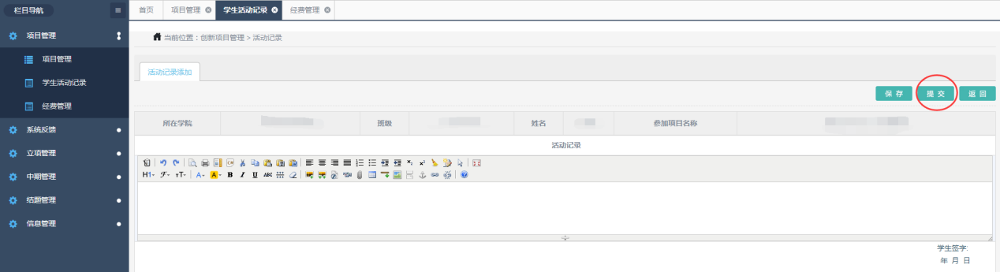 栏目导航
首页 项目管理 学生活动记录 经费管理
项目管理
当前位置：创新项目管理 > 活动记录
项目管理
活动记录添加
学生活动记录
保 存 提 交 返 回
经费管理
所在学院 班级 姓名 参加项目名称
系统反馈
活动记录
立项管理
H1 F тT A A B I U ABC
中期管理
结题管理
信息管理
学生签字:
年 月 日